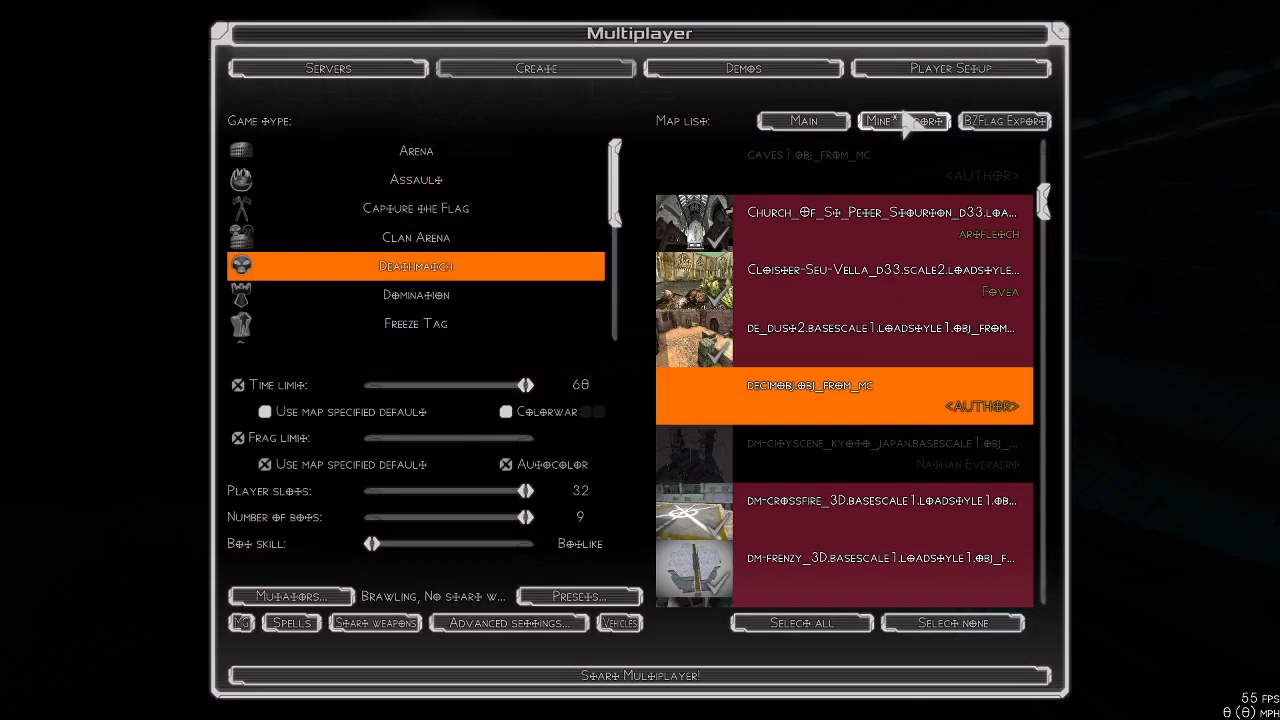 Multiplayer
Servers
Create
Demos
Player Setup
Game type:
Map list:
Main
BZFlag Export
Arena
Assault
Capture the Flag
Clan Arena
Deathmatch
Domination
Freeze Tag
caves1.obj_from_mc
<AUTHOR>
Church_Of_St_Peter_Stourton_d33.loa...
artfletch
Cloister-Seu-Vella_d33.scale2.loadstyle...
Fovea
de_dust2.basescale1.loadstyle1.obj_from...
decimobj.obj_from_mc
<AUTHOR>
dm-cityscene_kyoto_japan.basescale1.obj_...
Nathan Everaert
dm-crossfire_3D.basescale1.loadstyle1.ob...
dm-frenzy_3D.basescale1.loadstyle1.obj_f...
Time limit: 60
Use map specified default
Colorwar
Frag limit:
Use map specified default
Autocolor
Player slots: 32
Number of bots: 9
Bot skill: Botlike
Mutators...
Brawling, No start w...
Presets...
MG
Spells
Start weapons
Advanced settings...
Vehicles
Select all
Select none
Start Multiplayer!
55 fps
0 (0) mph